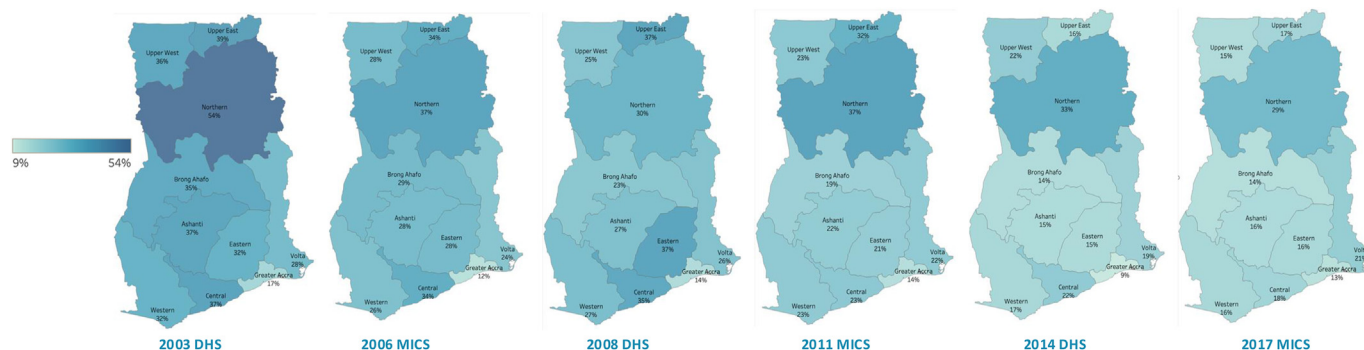 9% 54%
Upper East
39%
Upper West
36%
Northern
54%
Brong Ahafo
35%
Ashanti
37%
Eastern
32%
Volta
28%
Greater Accra
17%
Central
37%
Western
32%
2003 DHS
Upper East
34%
Upper West
28%
Northern
37%
Brong Ahafo
29%
Ashanti
28%
Eastern
28%
Volta
24%
Greater Accra
12%
Central
34%
Western
26%
2006 MICS
Upper East
37%
Upper West
25%
Northern
30%
Brong Ahafo
23%
Ashanti
27%
Eastern
37%
Volta
26%
Greater Accra
14%
Central
35%
Western
27%
2008 DHS
Upper East
32%
Upper West
23%
Northern
37%
Brong Ahafo
19%
Ashanti
22%
Eastern
21%
Volta
22%
Greater Accra
14%
Central
23%
Western
23%
2011 MICS
Upper East
16%
Upper West
22%
Northern
33%
Brong Ahafo
14%
Ashanti
15%
Eastern
15%
Volta
19%
Greater Accra
9%
Central
22%
Western
17%
2014 DHS
Upper East
17%
Upper West
15%
Northern
29%
Brong Ahafo
14%
Ashanti
16%
Eastern
16%
Volta
21%
Greater Accra
13%
Central
18%
Western
16%
2017 MICS